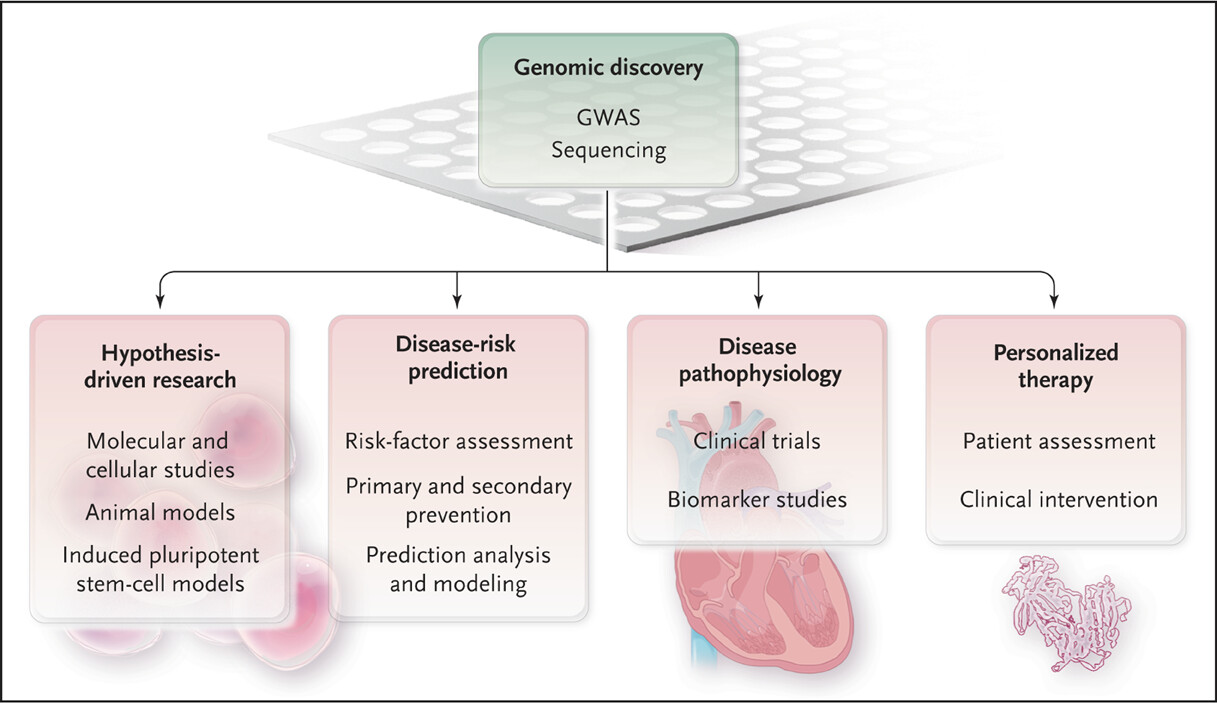 Genomic discovery
GWAS
Sequencing
Hypothesis-
driven research
Molecular and
cellular studies
Animal models
Induced pluripotent
stem-cell models
Disease-risk
prediction
Risk-factor assessment
Primary and secondary
prevention
Prediction analysis
and modeling
Disease
pathophysiology
Clinical trials
Biomarker studies
Personalized
therapy
Patient assessment
Clinical intervention